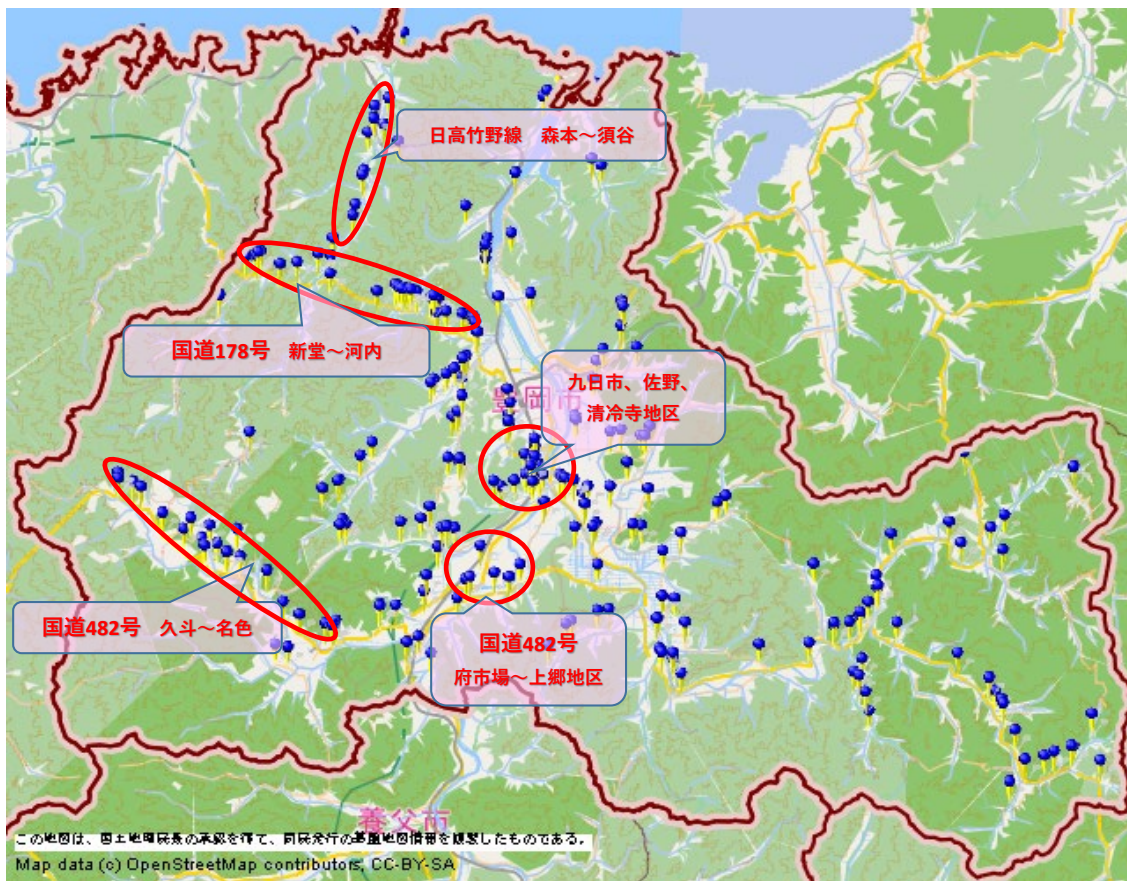 日高竹野線　森本～須谷
国道178号　新堂～河内
九日市、佐野、
清冷寺地区
豊岡市
国道482号　久斗～名色
国道482号
府市場～上郷地区
養父市
この地図は、国土地理院長の承認を得て、同院発行の基盤地図情報を複製したものである。
Map data (c) OpenStreetMap contributors, CC-BY-SA